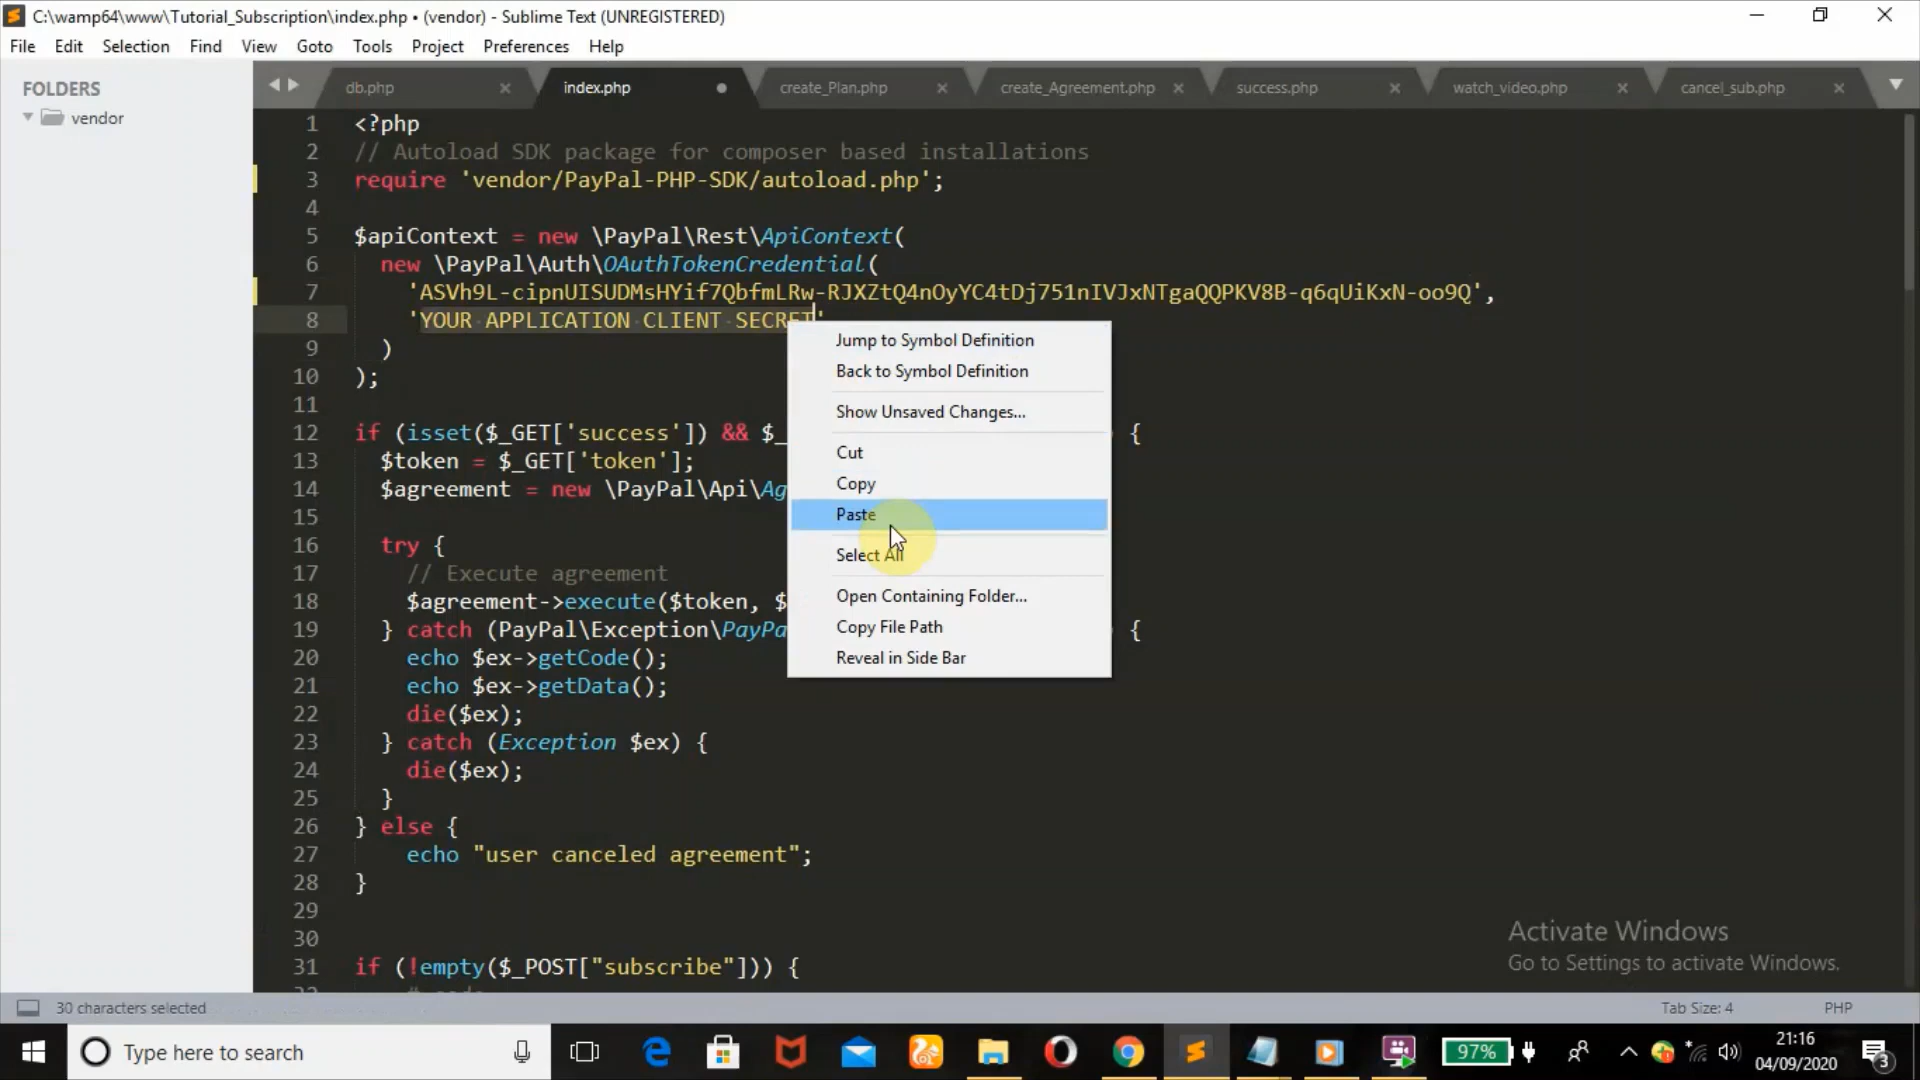 C:\wamp64\www\Tutorial_Subscription\index.php • (vendor) - Sublime Text (UNREGISTERED)
File Edit Selection Find View Goto Tools Project Preferences Help
FOLDERS
vendor
db.php index.php create_Plan.php create_Agreement.php success.php watch_video.php cancel_sub.php
1 <?php
2 // Autoload SDK package for composer based installations
3 require 'vendor/PayPal-PHP-SDK/autoload.php';
4
5 $apiContext = new \PayPal\Rest\ApiContext(
6 new \PayPal\Auth\OAuthTokenCredential(
7 'ASVh9L-cipnUISUDMsHYif7QbfmLRw-RJXZtQ4nOyYC4tDj751nIVJxNTgaQQPKV8B-q6qUiKxN-oo9Q',
8 'YOUR APPLICATION CLIENT SECRET'
9 )
10 );
11
12 if (isset($_GET['success']) && $_ {
13 $token = $_GET['token'];
14 $agreement = new \PayPal\Api\Ag
15
16 try {
17 // Execute agreement
18 $agreement->execute($token, $
19 } catch (PayPal\Exception\PayPa {
20 echo $ex->getCode();
21 echo $ex->getData();
22 die($ex);
23 } catch (Exception $ex) {
24 die($ex);
25 }
26 } else {
27 echo "user canceled agreement";
28 }
29
30
31 if (!empty($_POST["subscribe"])) {
Jump to Symbol Definition
Back to Symbol Definition
Show Unsaved Changes...
Cut
Copy
Paste
Select All
Open Containing Folder...
Copy File Path
Reveal in Side Bar
Activate Windows
Go to Settings to activate Windows.
30 characters selected Tab Size: 4 PHP
Type here to search 97% 21:16
04/09/2020 3